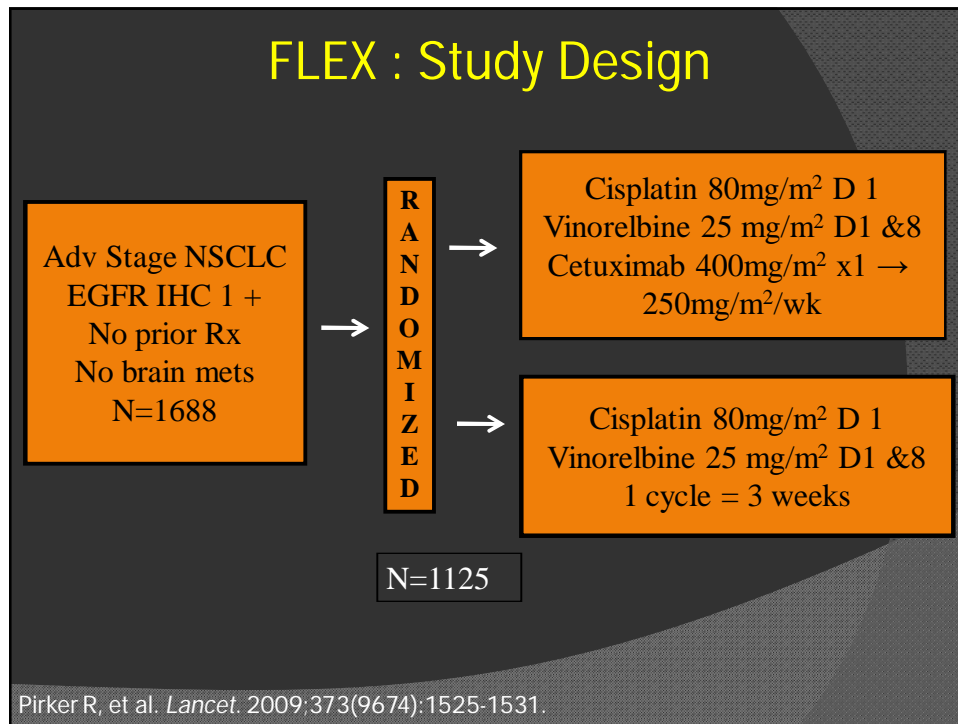 FLEX : Study Design
Adv Stage NSCLC
EGFR IHC 1 +
No prior Rx
No brain mets
N=1688
R
A
N
D
O
M
I
Z
E
D
Cisplatin 80mg/m² D 1
Vinorelbine 25 mg/m² D1 &8
Cetuximab 400mg/m² x1 →
250mg/m²/wk
Cisplatin 80mg/m² D 1
Vinorelbine 25 mg/m² D1 &8
1 cycle = 3 weeks
N=1125
Pirker R, et al. Lancet. 2009;373(9674):1525-1531.